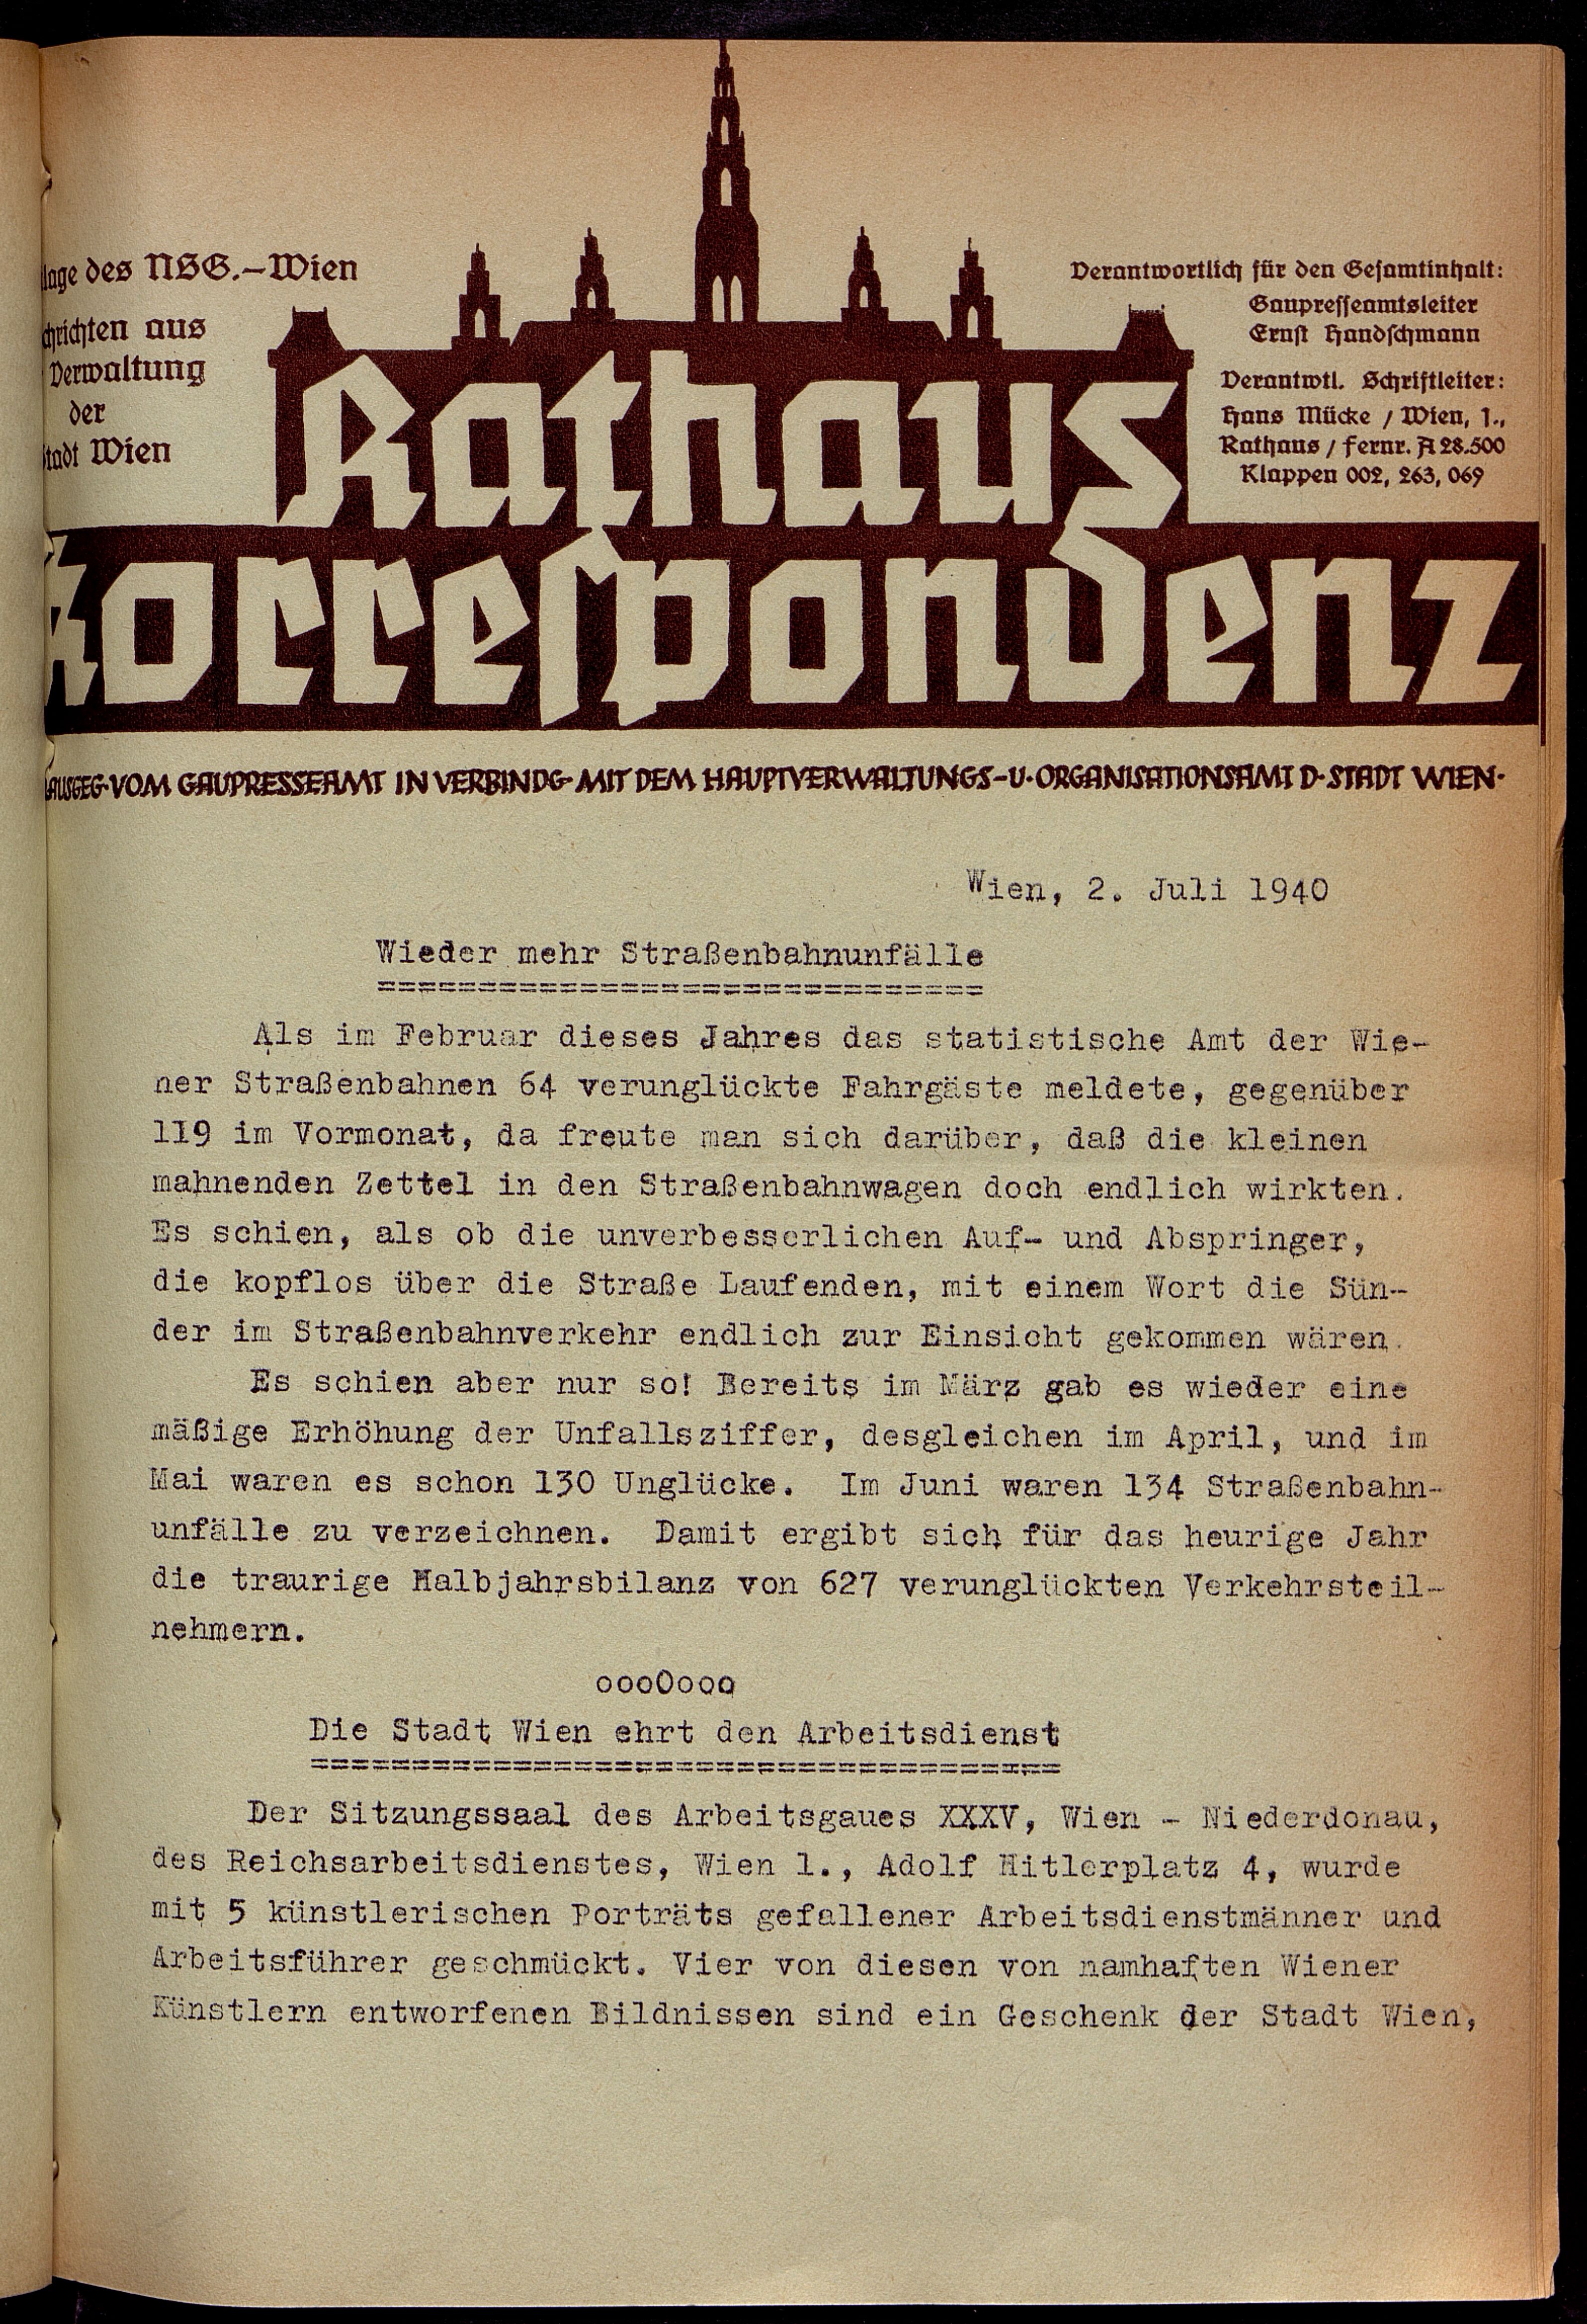 lage des NSG.-Wien
chrichten aus
Verwaltung
der
tadt Wien
Verantwortlich für den Gesamtinhalt:
Gaupresseamtsleiter
Ernst Handschmann
Verantwtl. Schriftleiter:
Hans Mücke / Wien, 1.,
Rathaus / Fernr. A 28.500
Klappen 002, 263, 069
Rathaus
Korrespondenz
AUSGEG·VOM GAUPRESSEAMT IN VERBINDG·MIT DEM HAUPTVERWALTUNGS-U·ORGANISATIONSAMT D·STADT WIEN·
Wien, 2. Juli 1940
Wieder mehr Straßenbahnunfälle
==============================
Als im Februar dieses Jahres das statistische Amt der Wie-
ner Straßenbahnen 64 verunglückte Fahrgäste meldete, gegenüber
119 im Vormonat, da freute man sich darüber, daß die kleinen
mahnenden Zettel in den Straßenbahnwagen doch endlich wirkten.
Es schien, als ob die unverbesserlichen Auf- und Abspringer,
die kopflos über die Straße Laufenden, mit einem Wort die Sün-
der im Straßenbahnverkehr endlich zur Einsicht gekommen wären.
Es schien aber nur so! Bereits im März gab es wieder eine
mäßige Erhöhung der Unfallsziffer, desgleichen im April, und im
Mai waren es schon 130 Unglücke. Im Juni waren 134 Straßenbahn-
unfälle zu verzeichnen. Damit ergibt sich für das heurige Jahr
die traurige Halbjahrsbilanz von 627 verunglückten Verkehrsteil-
nehmern.
oooOooo
Die Stadt Wien ehrt den Arbeitsdienst
=====================================
Der Sitzungssaal des Arbeitsgaues XXXV, Wien - Niederdonau,
des Reichsarbeitsdienstes, Wien 1., Adolf Hitlerplatz 4, wurde
mit 5 künstlerischen Porträts gefallener Arbeitsdienstmänner und
Arbeitsführer geschmückt. Vier von diesen von namhaften Wiener
Künstlern entworfenen Bildnissen sind ein Geschenk der Stadt Wien,